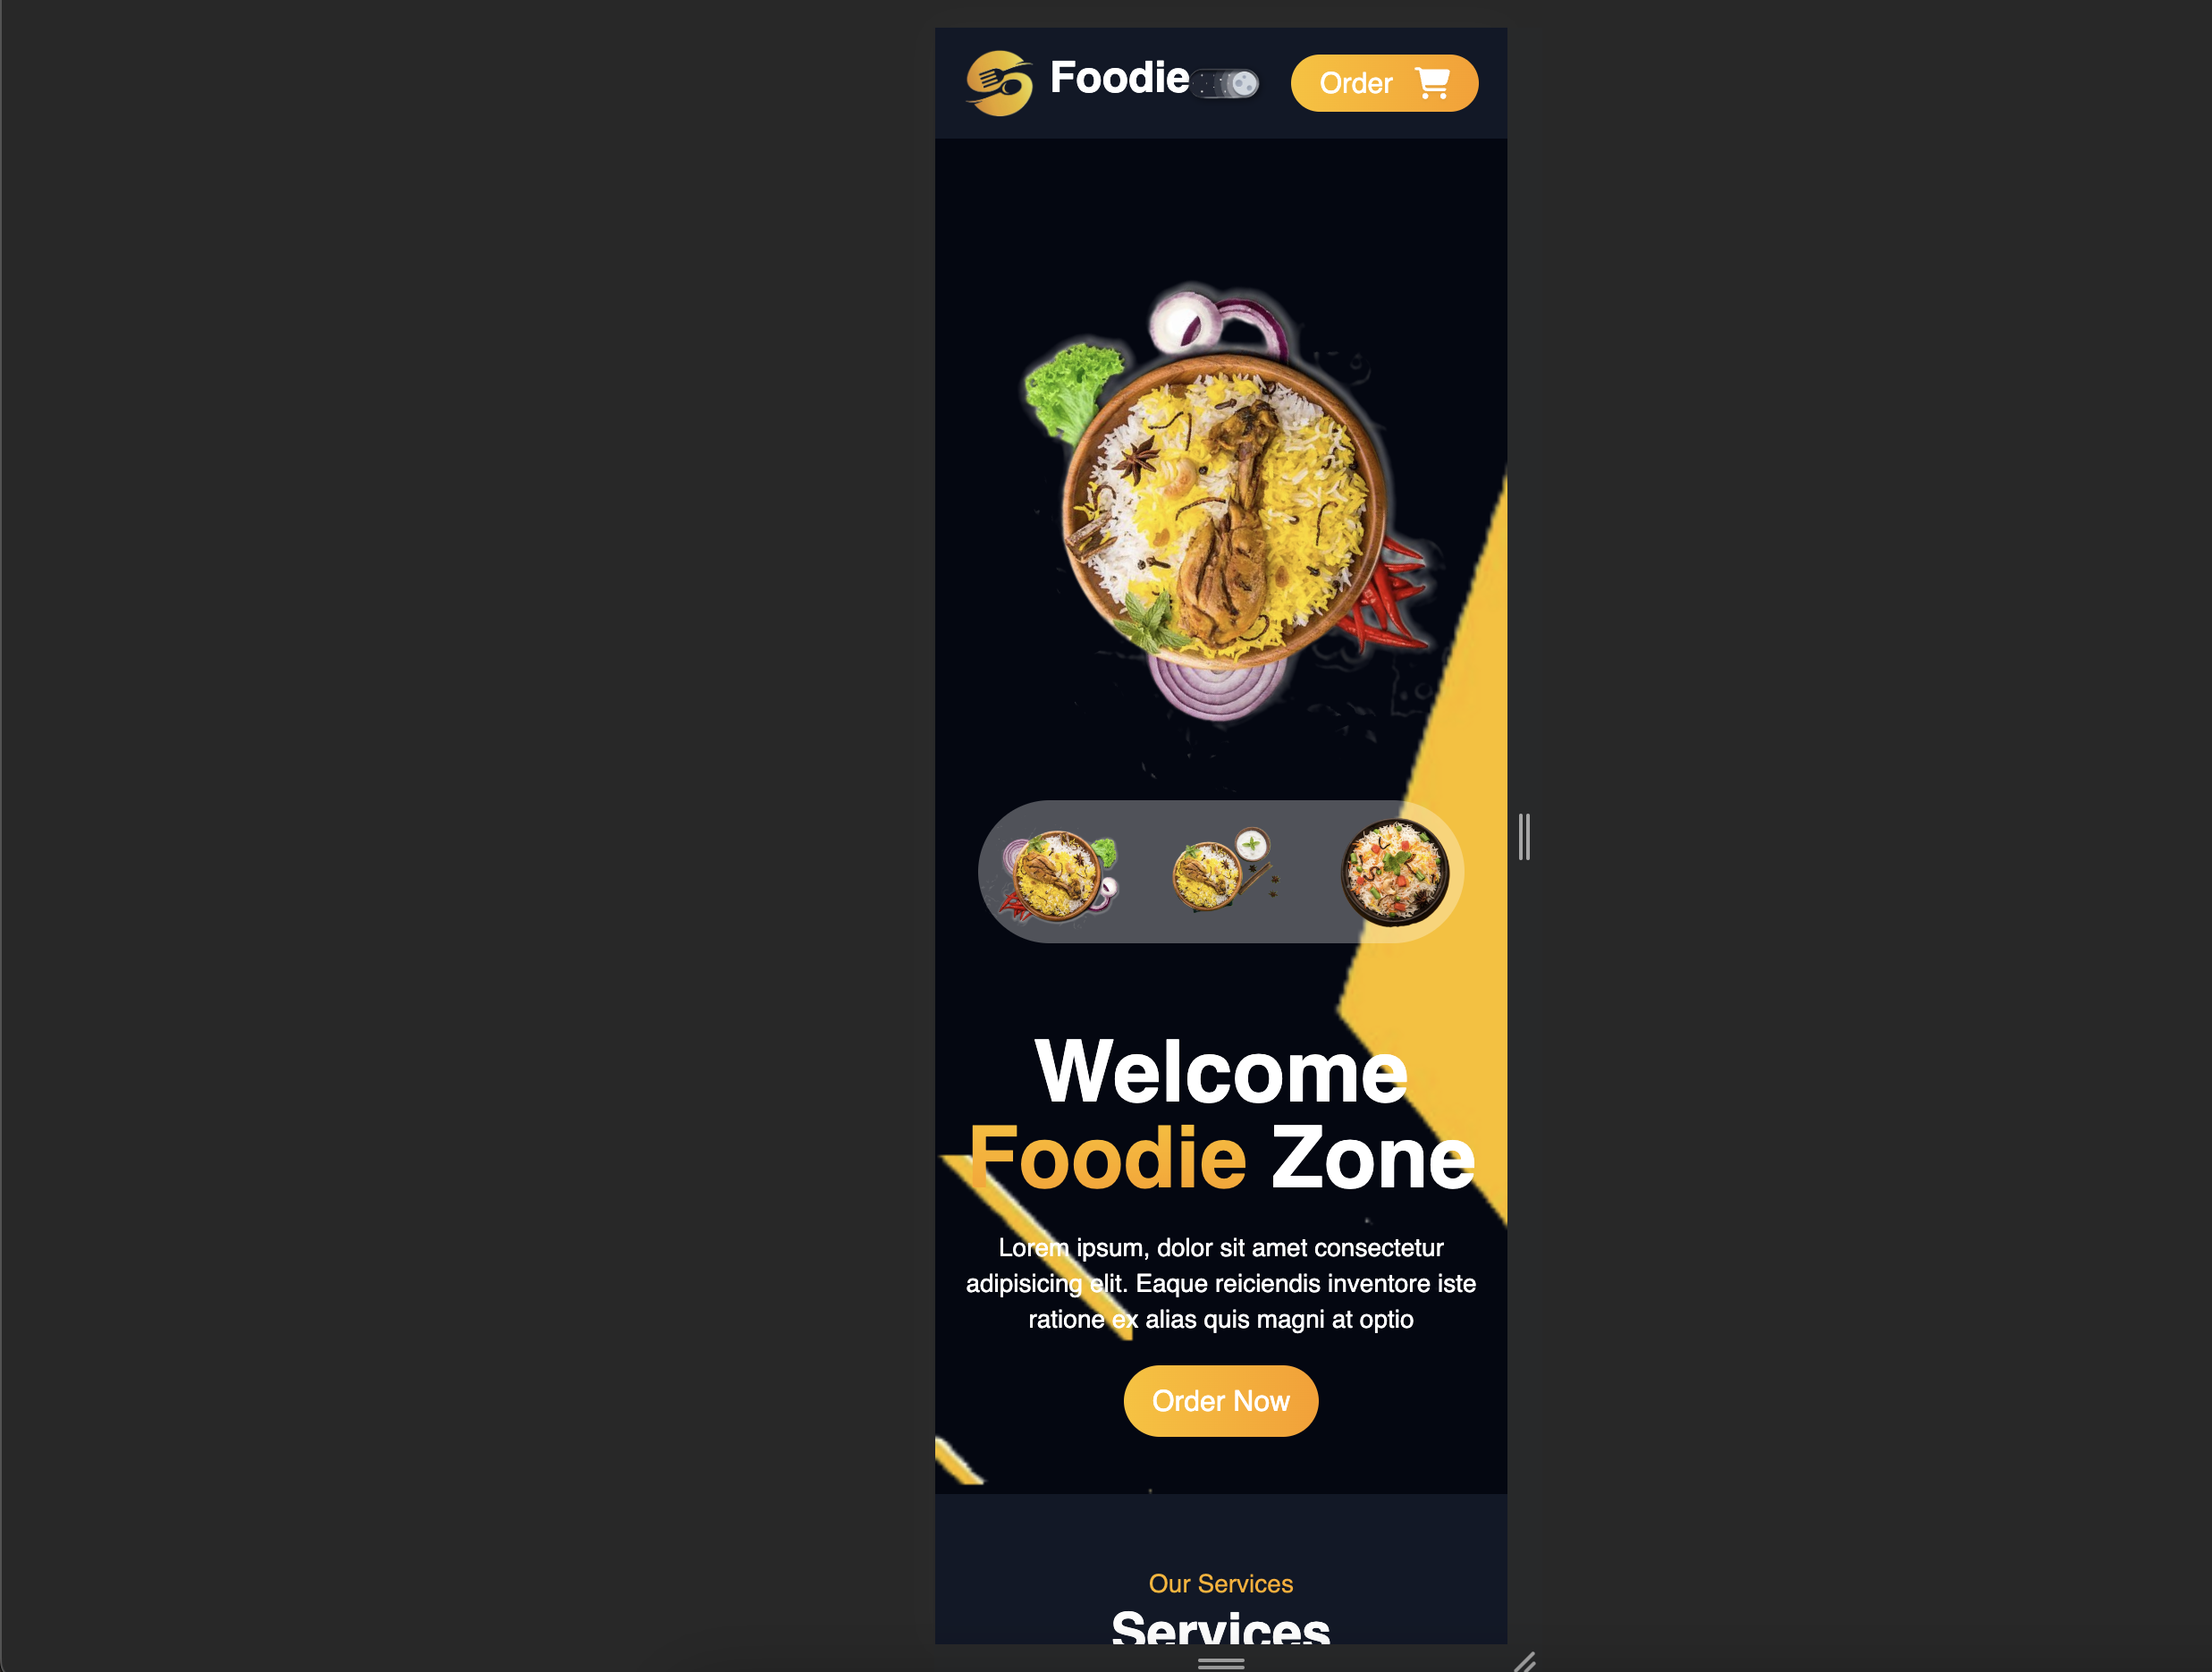 Foodie
Order
Welcome
Foodie Zone
Lorem ipsum, dolor sit amet consectetur
adipisicing elit. Eaque reiciendis inventore iste
ratione ex alias quis magni at optio
Order Now
Our Services
Services